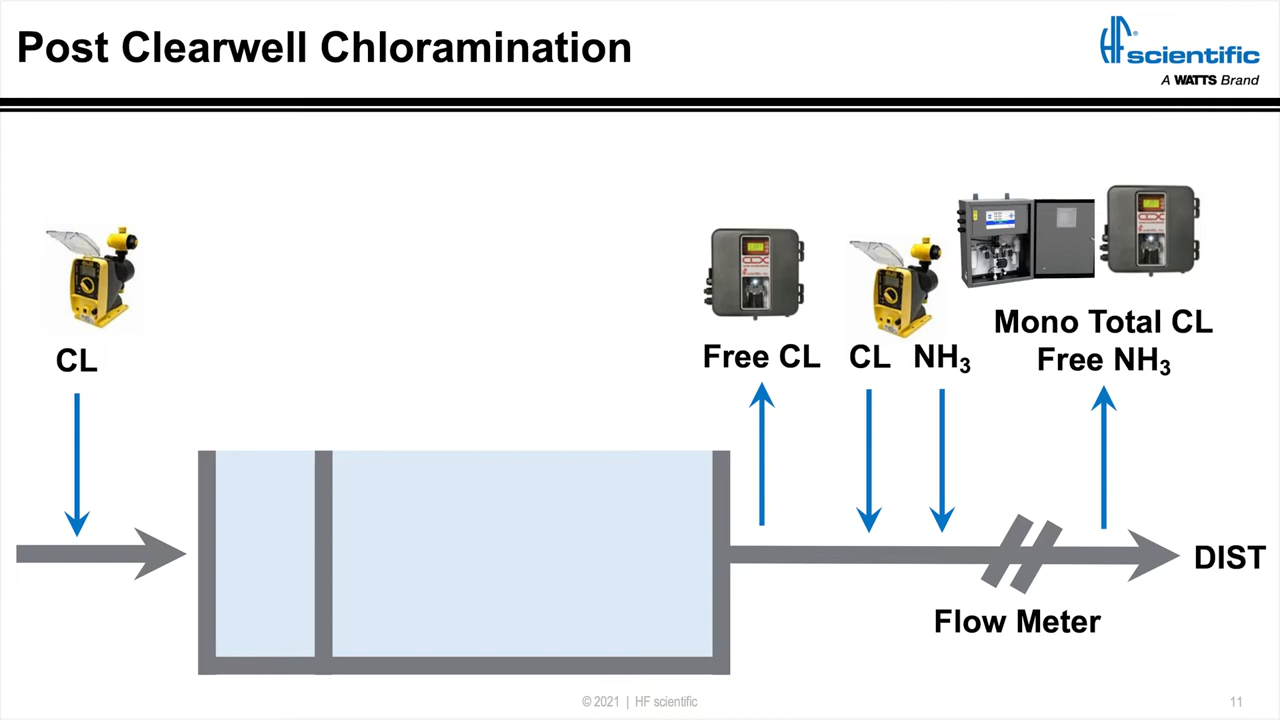 Post Clearwell Chloramination
HF® scientific
A WATTS Brand
CL
Free CL
CL
NH₃
Mono Total CL
Free NH₃
DIST
Flow Meter
© 2021 | HF scientific
11